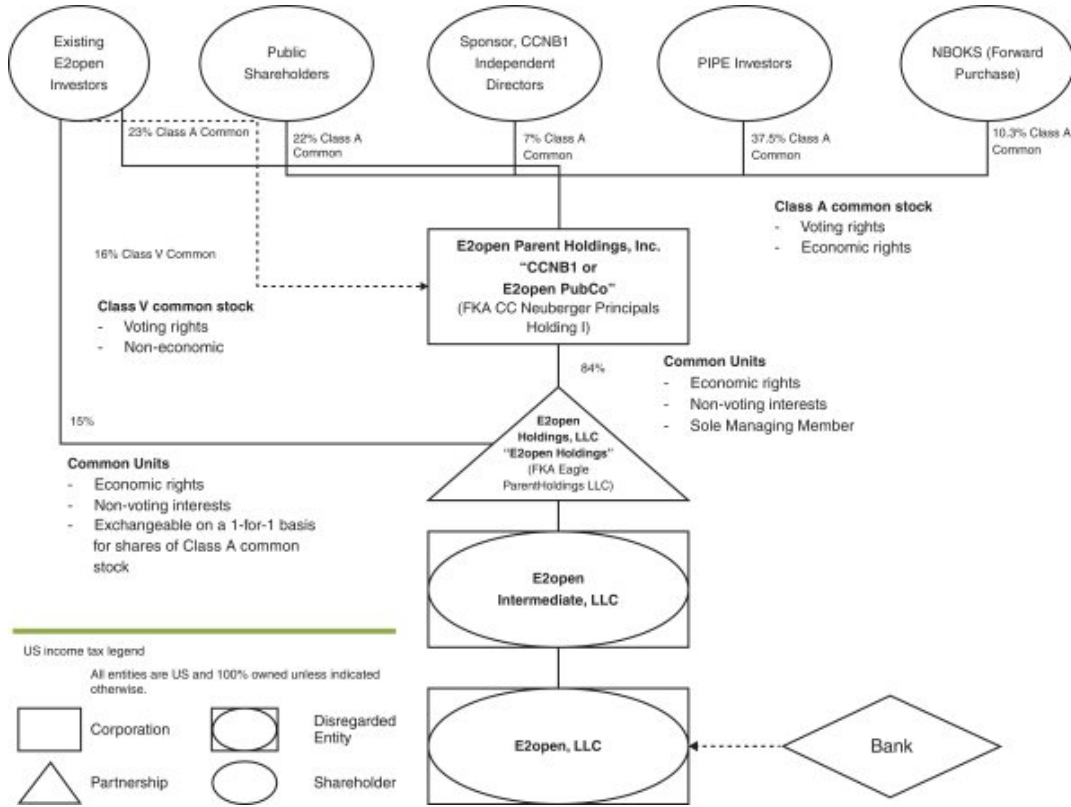 Existing
E2open
Investors
Public
Shareholders
Sponsor, CCNB1
Independent
Directors
PIPE Investors
NBOKS (Forward
Purchase)
23% Class A Common
22% Class A
Common
7% Class A
Common
37.5% Class A
Common
10.3% Class A
Common
Class A common stock
- Voting rights
- Economic rights
E2open Parent Holdings, Inc.
“CCNB1 or
E2open PubCo”
(FKA CC Neuberger Principals
Holding I)
16% Class V Common
Class V common stock
- Voting rights
- Non-economic
84%
Common Units
- Economic rights
- Non-voting interests
- Sole Managing Member
15%
E2open
Holdings, LLC
“E2open Holdings”
(FKA Eagle
ParentHoldings LLC)
Common Units
- Economic rights
- Non-voting interests
- Exchangeable on a 1-for-1 basis
for shares of Class A common
stock
E2open
Intermediate, LLC
US income tax legend
All entities are US and 100% owned unless indicated
otherwise.
Corporation
Disregarded
Entity
Partnership
Shareholder
E2open, LLC
Bank